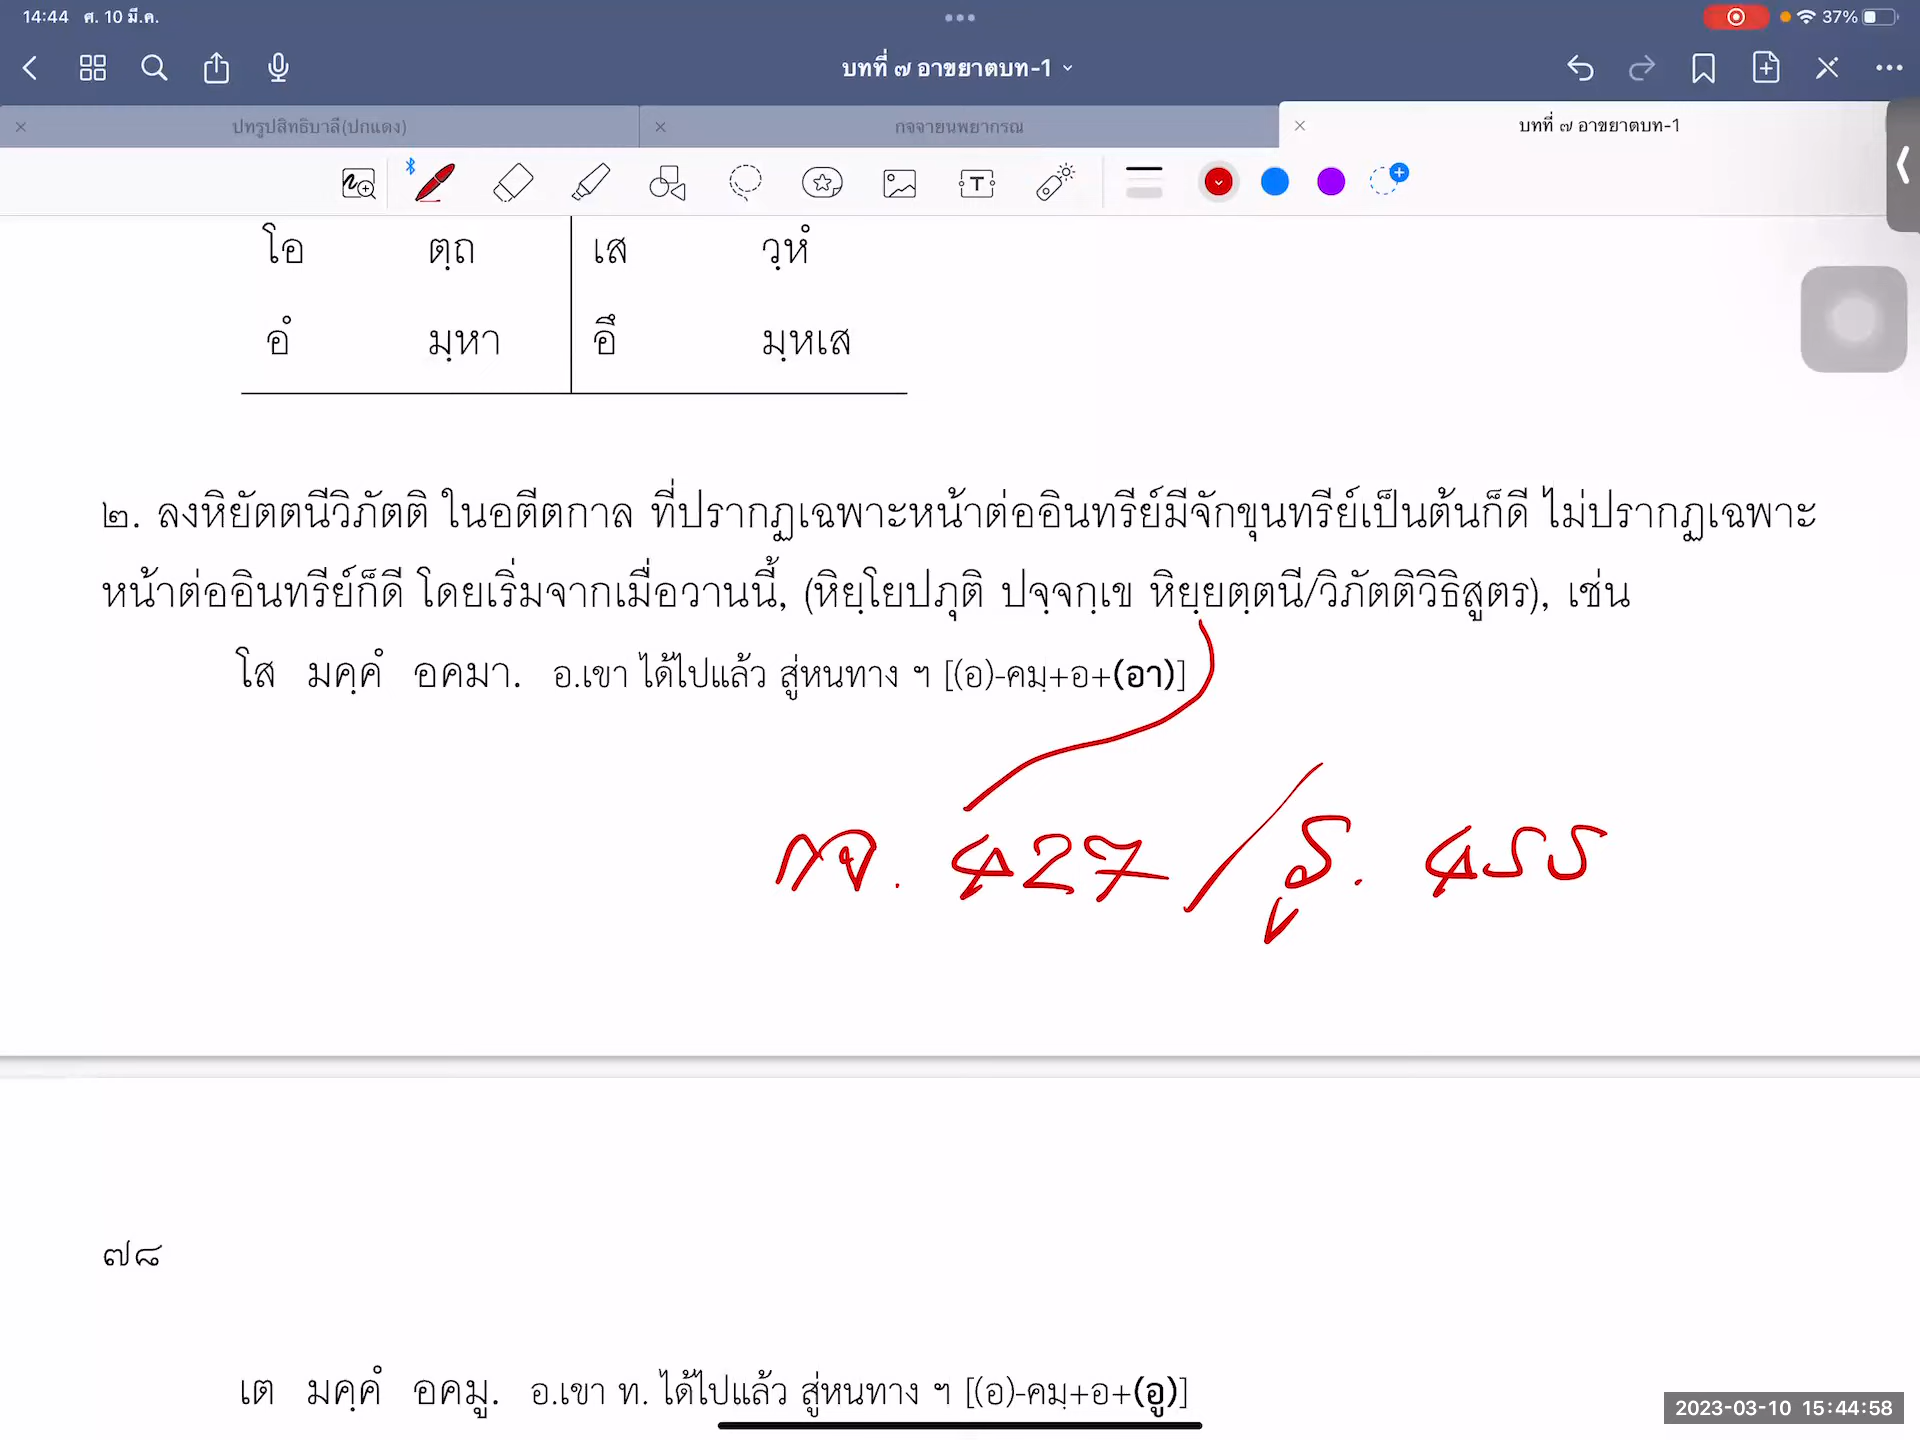 14:44 ศ. 10 มี.ค.
37%
บทที่ ๗ อาขยาตบท-1
ปทรูปสิทธิบาลี(ปกแดง)
กจจายนพยากรณ
บทที่ ๗ อาขยาตบท-1
โอ ตฺถ เส วฺหํ
อํ มฺหา อึ มฺหเส
๒. ลงหิยัตตนีวิภัตติ ในอตีตกาล ที่ปรากฏเฉพาะหน้าต่ออินทรีย์มีจักขุนทรีย์เป็นต้นก็ดี ไม่ปรากฏเฉพาะ
หน้าต่ออินทรีย์ก็ดี โดยเริ่มจากเมื่อวานนี้, (หิยฺโยปภุติ ปจฺจกฺเข หิยฺยตฺตนี/วิภัตติวิธิสูตร), เช่น
โส มคฺคํ อคมา. อ.เขา ได้ไปแล้ว สู่หนทาง ฯ [(อ)-คมฺ+อ+(อา)]
กจ. 427 / รู. 455
๗๘
เต มคฺคํ อคมู. อ.เขา ท. ได้ไปแล้ว สู่หนทาง ฯ [(อ)-คมฺ+อ+(อู)]
2023-03-10 15:44:58